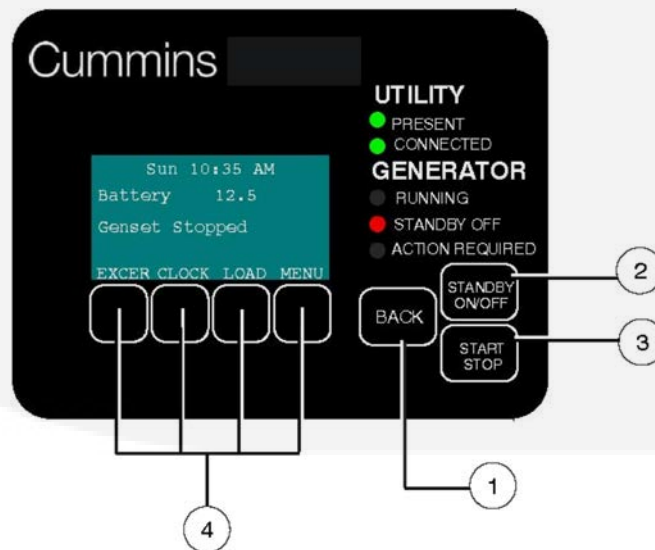 Cummins
UTILITY
PRESENT
CONNECTED
GENERATOR
RUNNING
STANDBY OFF
ACTION REQUIRED
Sun 10:35 AM
Battery 12.5
Genset Stopped
EXCER CLOCK LOAD MENU
BACK
STANDBY
ON/OFF
START
STOP
2
3
1
4